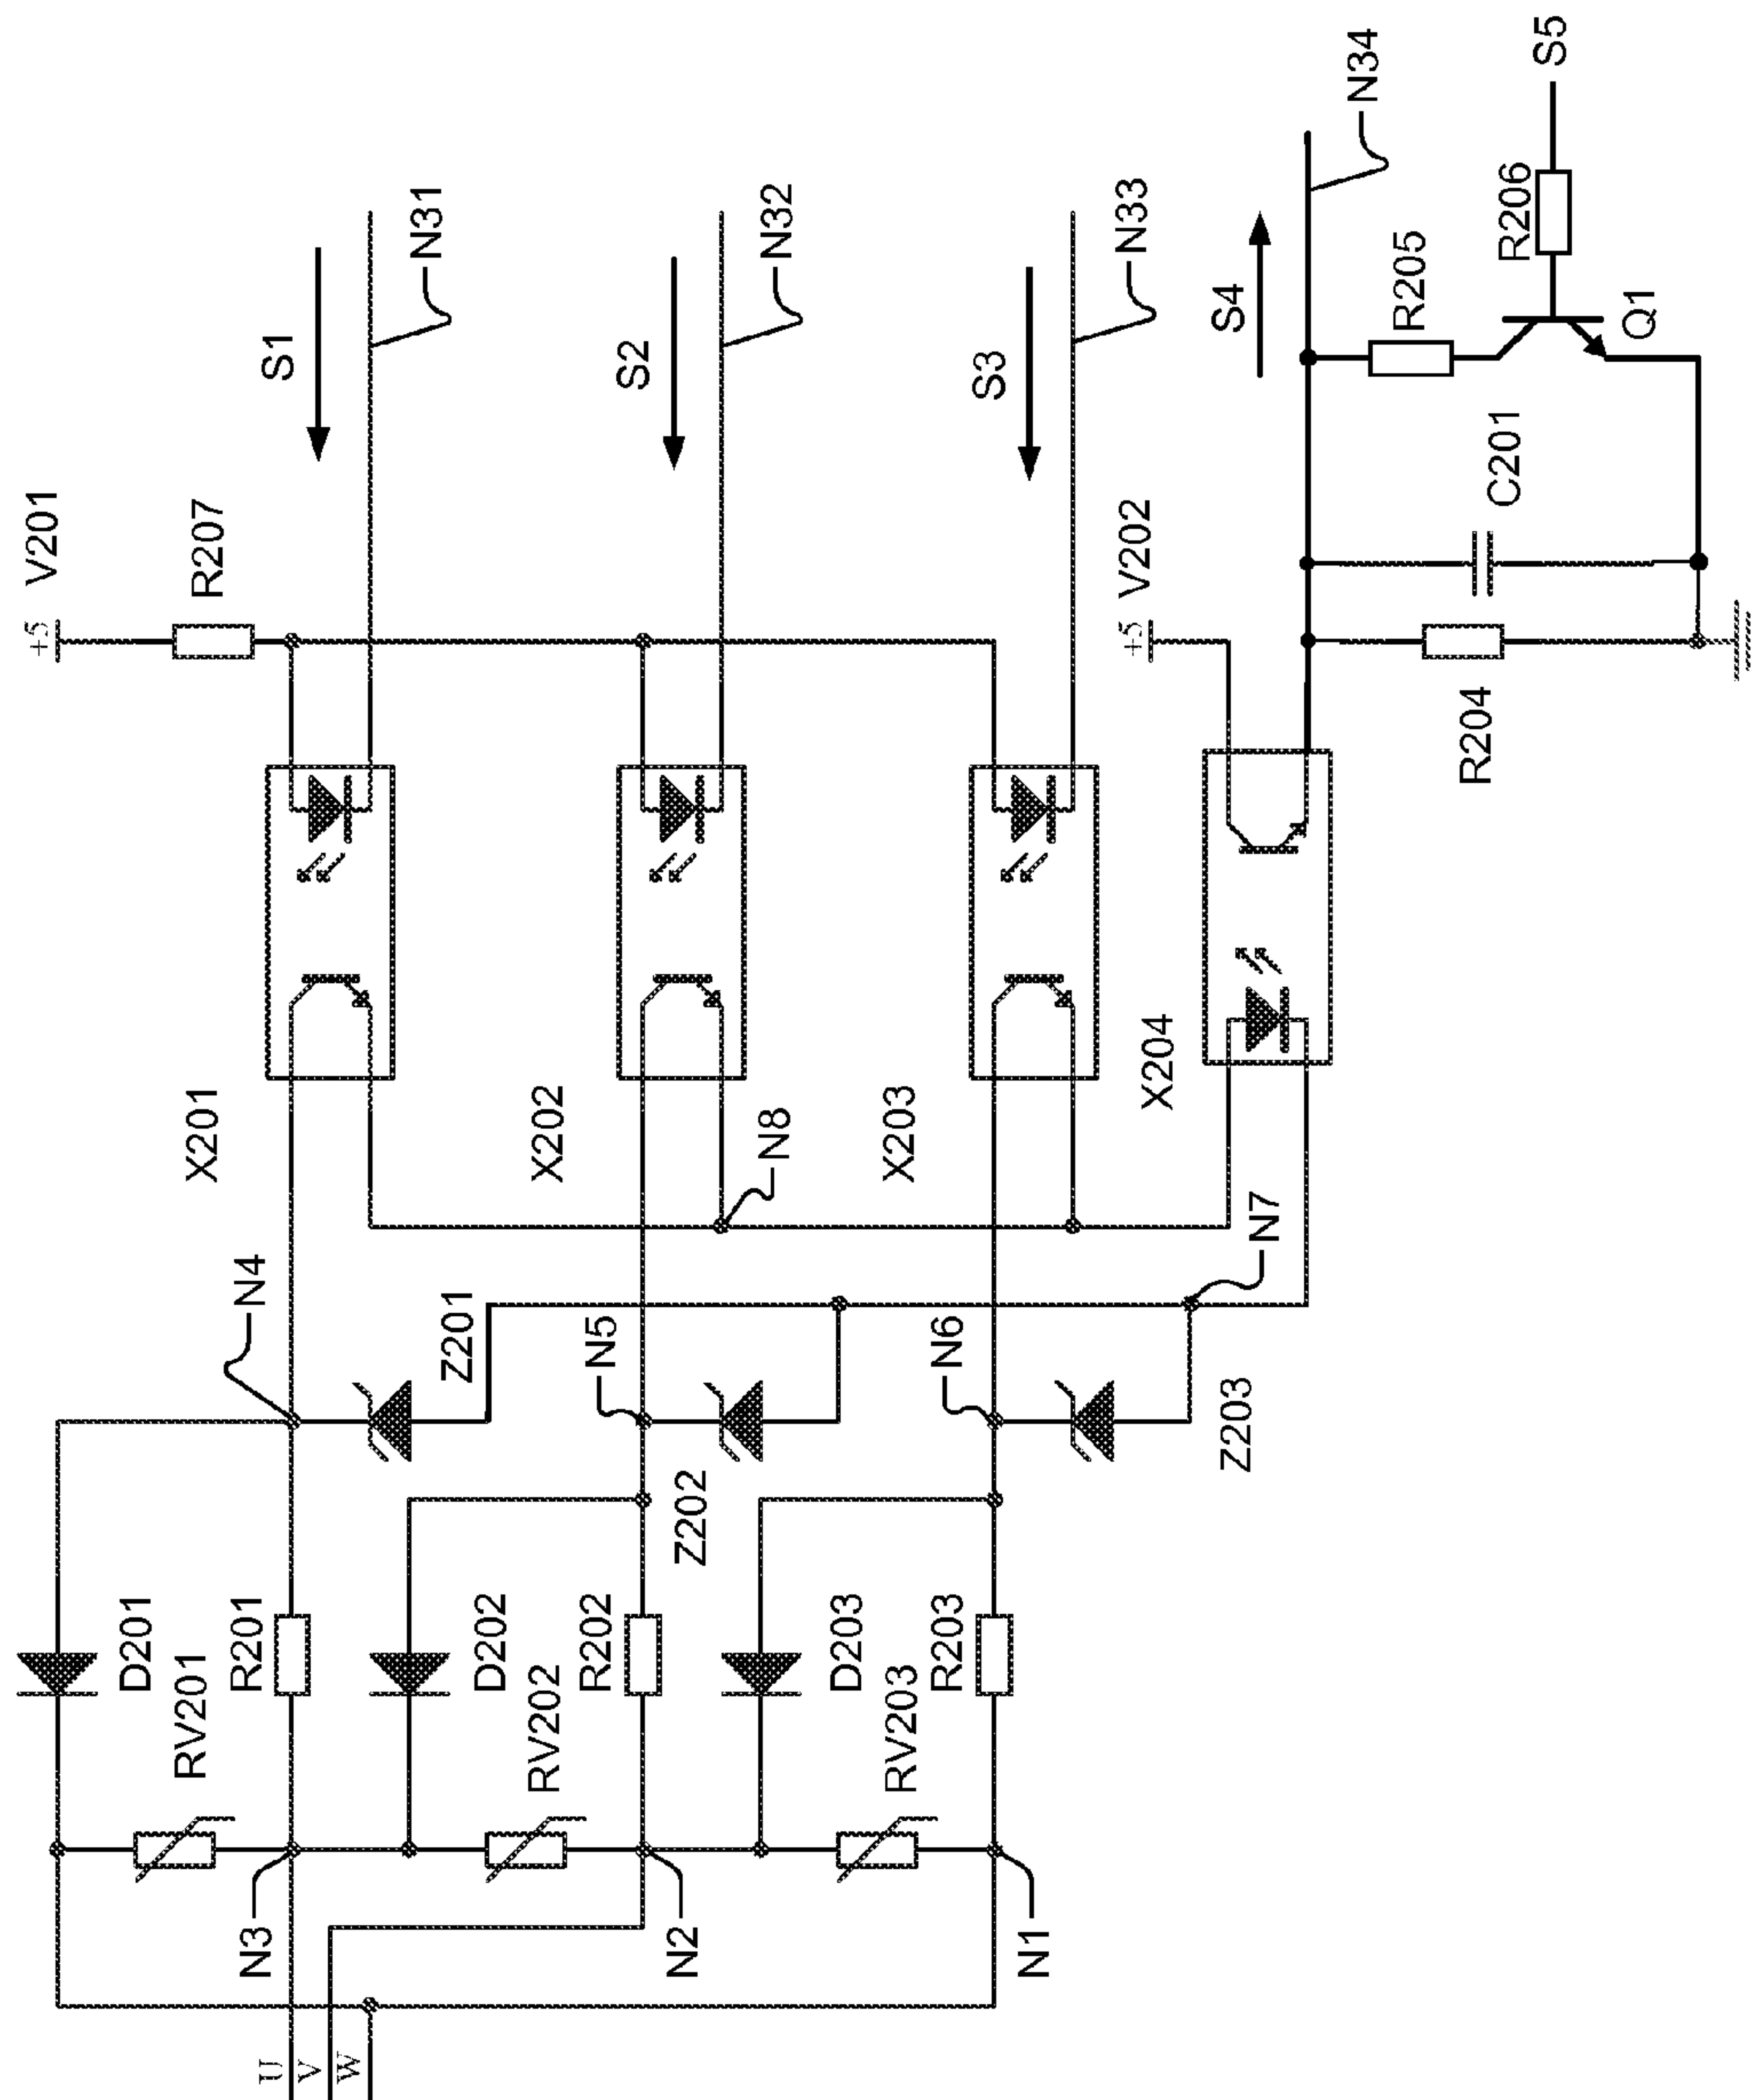 U
V
W
N3
N2
N1
D201
RV201
R201
D202
RV202
R202
D203
RV203
R203
N4
Z201
N5
Z202
N6
Z203
N7
N8
X201
X202
X203
X204
+5
V201
R207
S1
N31
S2
N32
S3
N33
+5
V202
S4
N34
R204
C201
R205
Q1
R206
S5